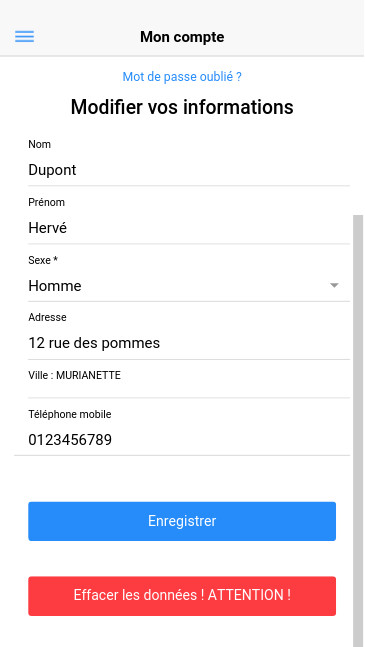 Mon compte
Mot de passe oublié ?
Modifier vos informations
Nom
Dupont
Prénom
Hervé
Sexe *
Homme
Adresse
12 rue des pommes
Ville : MURIANETTE
Téléphone mobile
0123456789
Enregistrer
Effacer les données ! ATTENTION !